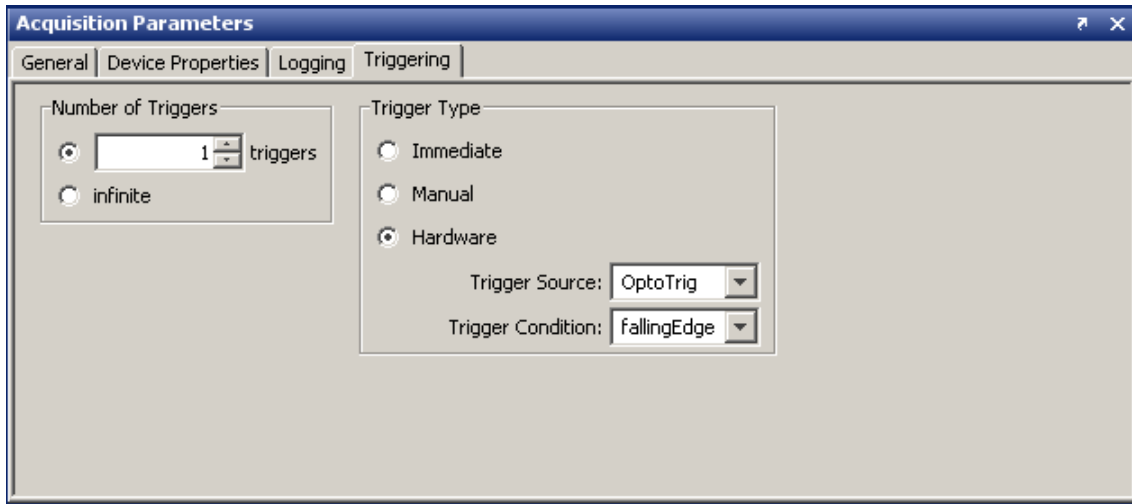 Acquisition Parameters
General Device Properties Logging Triggering
Number of Triggers
1 triggers
infinite
Trigger Type
Immediate
Manual
Hardware
Trigger Source: OptoTrig
Trigger Condition: fallingEdge